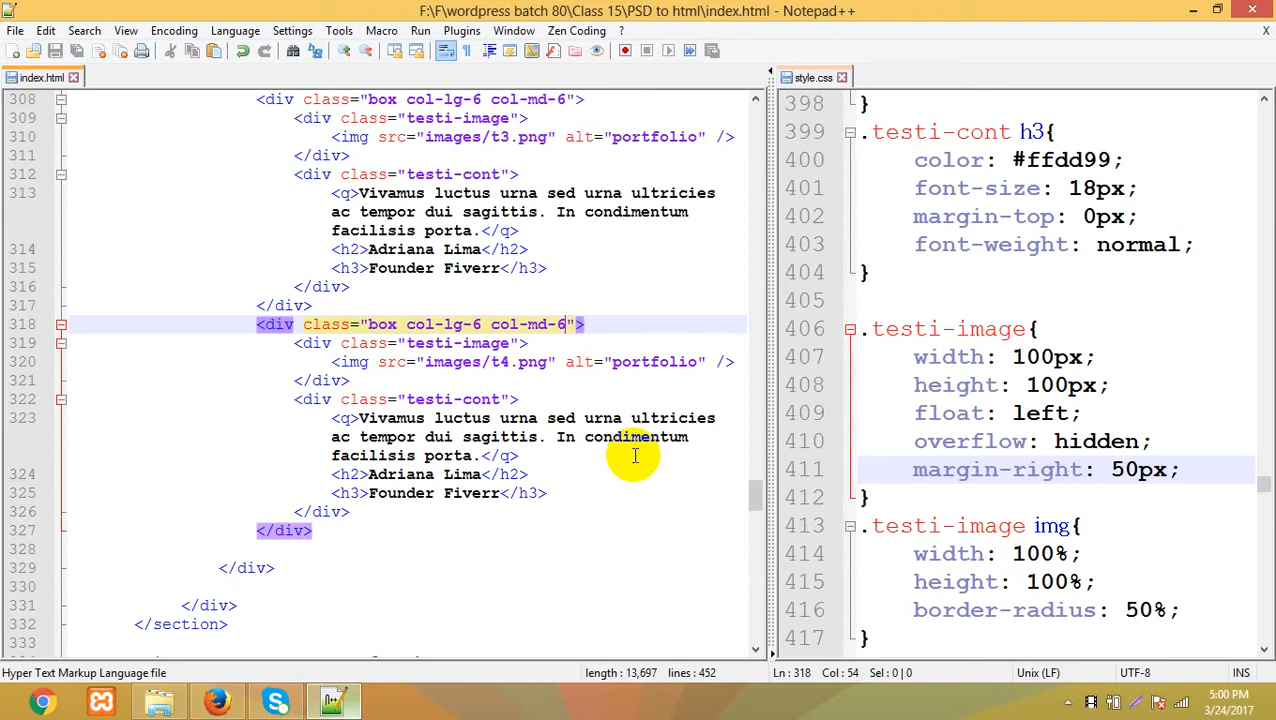 F:\F\wordpress batch 80\Class 15\PSD to html\index.html - Notepad++
File Edit Search View Encoding Language Settings Tools Macro Run Plugins Window Zen Coding ? X
index.html
308 <div class="box col-lg-6 col-md-6">
309 <div class="testi-image">
310 <img src="images/t3.png" alt="portfolio" />
311 </div>
312 <div class="testi-cont">
313 <q>Vivamus luctus urna sed urna ultricies
ac tempor dui sagittis. In condimentum
facilisis porta.</q>
314 <h2>Adriana Lima</h2>
315 <h3>Founder Fiverr</h3>
316 </div>
317 </div>
318 <div class="box col-lg-6 col-md-6">
319 <div class="testi-image">
320 <img src="images/t4.png" alt="portfolio" />
321 </div>
322 <div class="testi-cont">
323 <q>Vivamus luctus urna sed urna ultricies
ac tempor dui sagittis. In condimentum
facilisis porta.</q>
324 <h2>Adriana Lima</h2>
325 <h3>Founder Fiverr</h3>
326 </div>
327 </div>
328
329 </div>
330
331 </div>
332 </section>
333
style.css
398 }
399 .testi-cont h3{
400 color: #ffdd99;
401 font-size: 18px;
402 margin-top: 0px;
403 font-weight: normal;
404 }
405
406 .testi-image{
407 width: 100px;
408 height: 100px;
409 float: left;
410 overflow: hidden;
411 margin-right: 50px;
412 }
413 .testi-image img{
414 width: 100%;
415 height: 100%;
416 border-radius: 50%;
417 }
Hyper Text Markup Language file length : 13,697 lines : 452 Ln : 318 Col : 54 Sel : 0 | 0 Unix (LF) UTF-8 INS
5:00 PM
3/24/2017